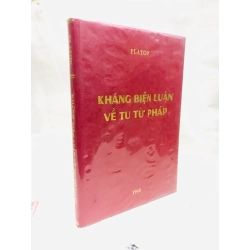 PLATON
KHẢNG BIỆN LUẬN
VỀ TU TỪ PHÁP